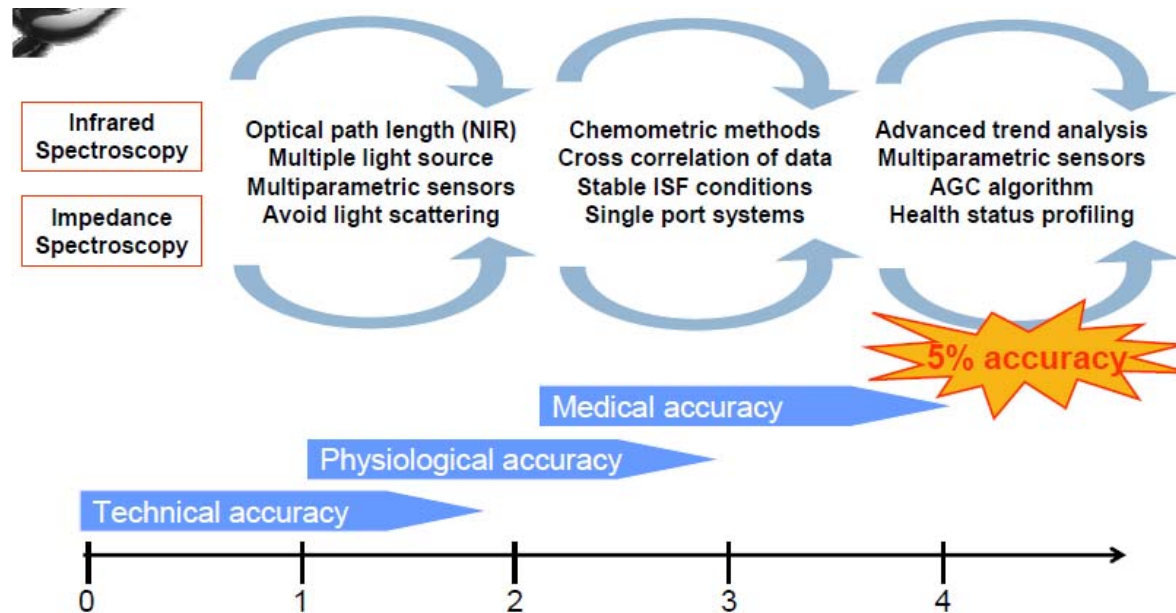 Infrared
Spectroscopy
Impedance
Spectroscopy
Optical path length (NIR)
Multiple light source
Multiparametric sensors
Avoid light scattering
Chemometric methods
Cross correlation of data
Stable ISF conditions
Single port systems
Advanced trend analysis
Multiparametric sensors
AGC algorithm
Health status profiling
5% accuracy
Medical accuracy
Physiological accuracy
Technical accuracy
0 1 2 3 4